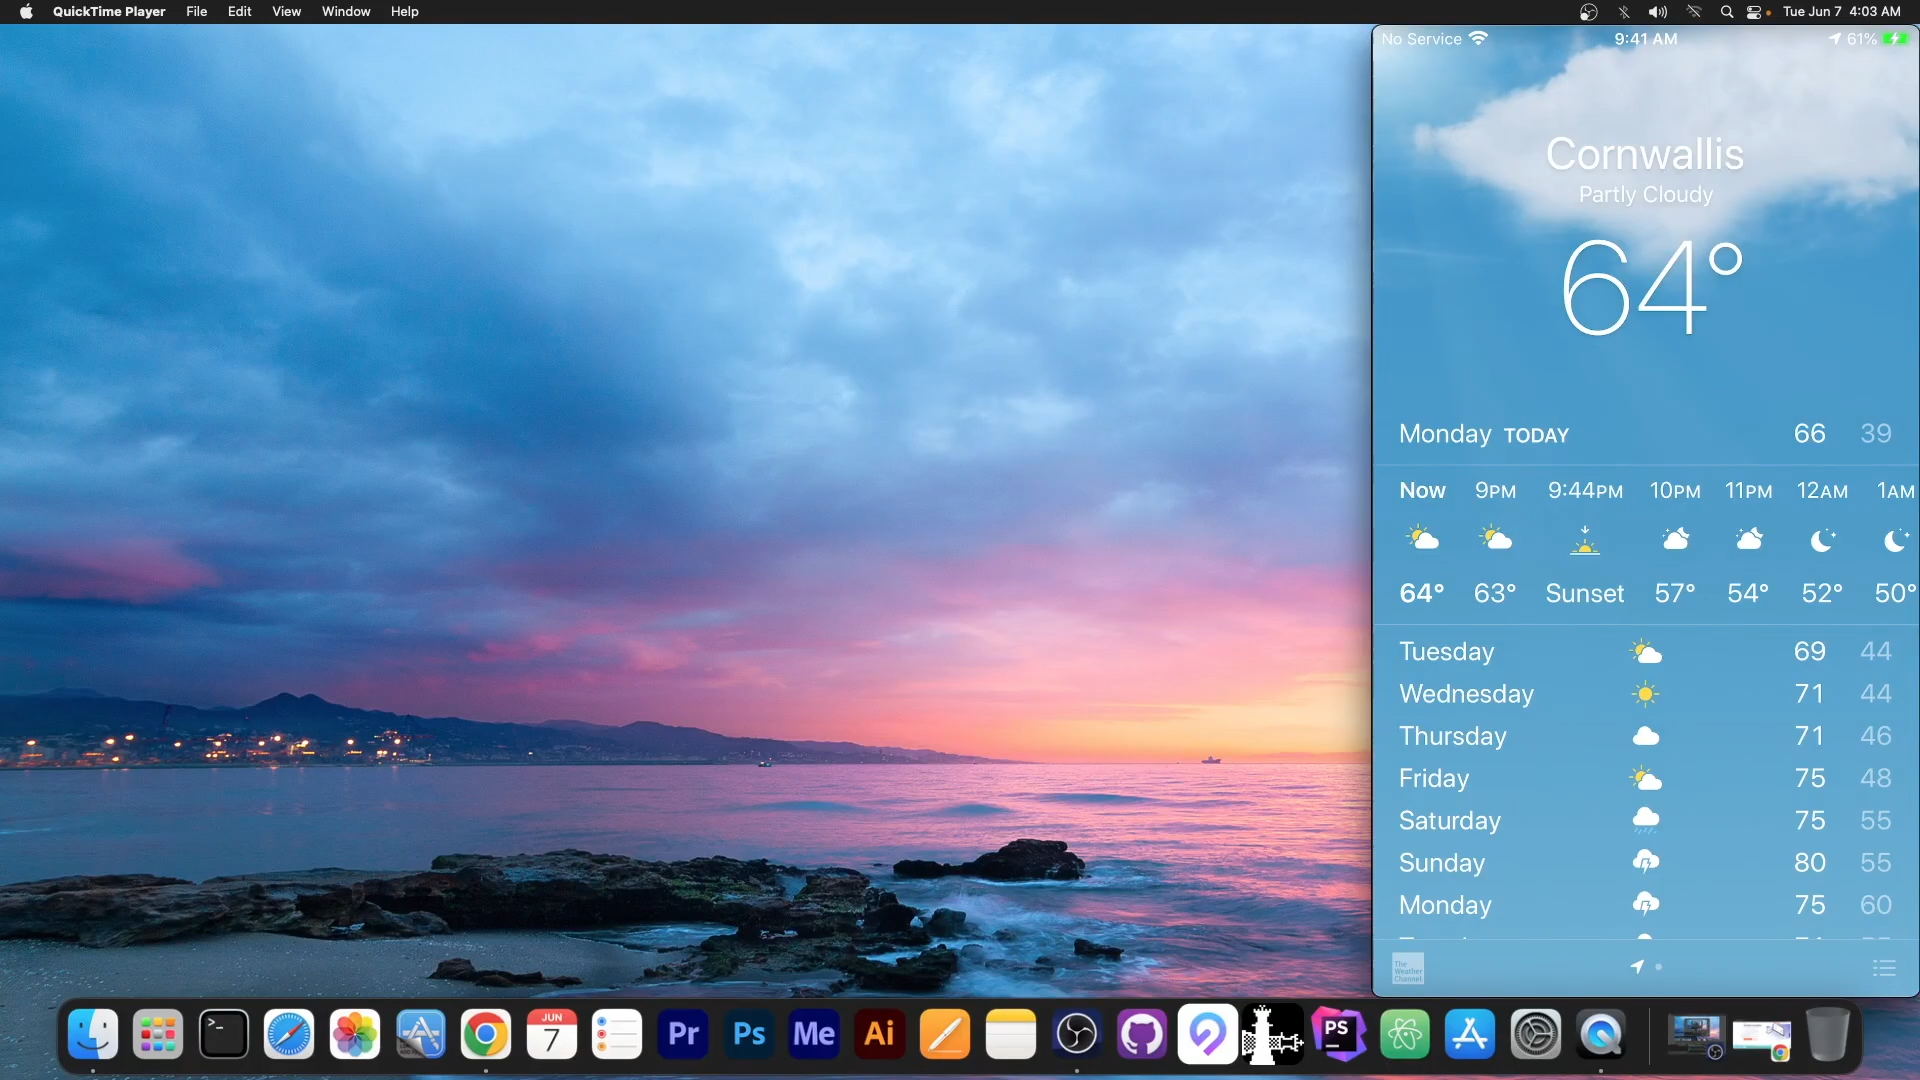 QuickTime Player File Edit View Window Help
Tue Jun 7 4:03 AM
No Service 9:41 AM 61%
Cornwallis
Partly Cloudy
64°
Monday TODAY 66 39
Now 9PM 9:44PM 10PM 11PM 12AM 1AM
64° 63° Sunset 57° 54° 52° 50°
Tuesday 69 44
Wednesday 71 44
Thursday 71 46
Friday 75 48
Saturday 75 55
Sunday 80 55
Monday 75 60
The
Weather
Channel
JUN
7
Pr Ps Me Ai
PS